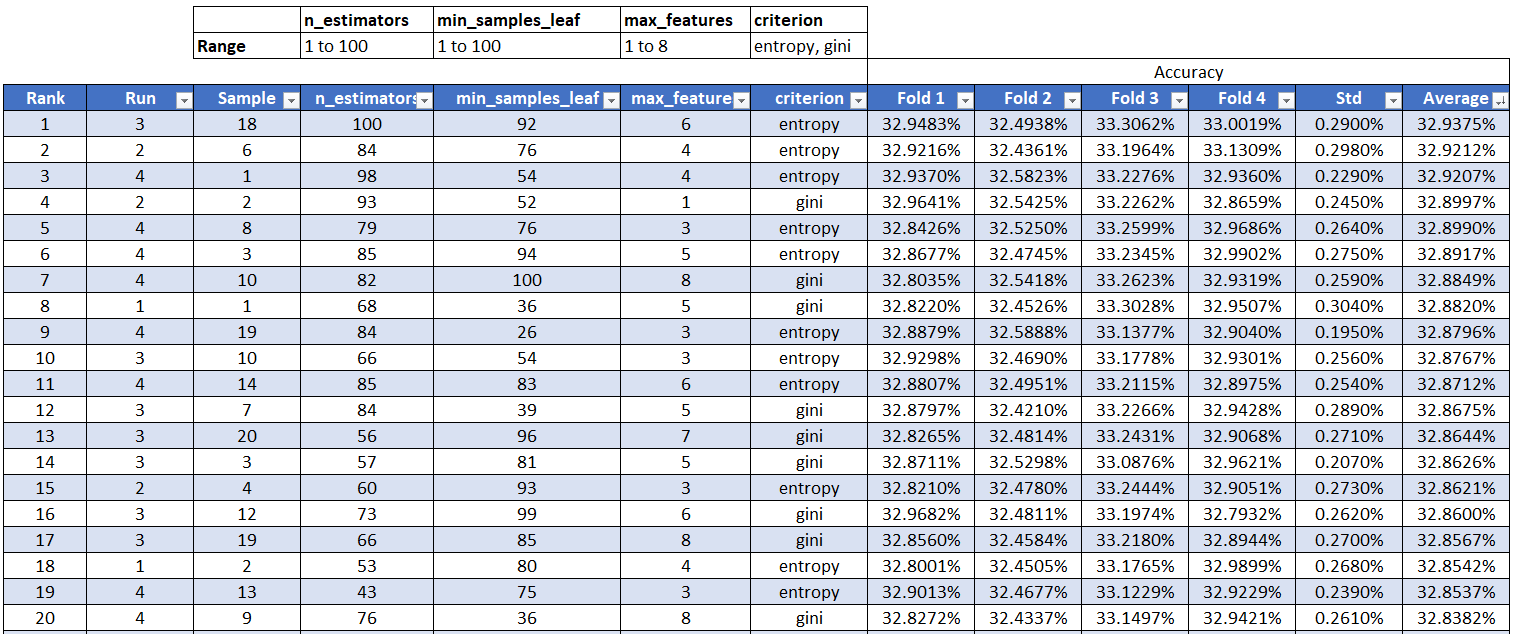 n_estimators min_samples_leaf max_features criterion
Range 1 to 100 1 to 100 1 to 8 entropy, gini
Accuracy
Rank Run Sample n_estimators min_samples_leaf max_feature criterion Fold 1 Fold 2 Fold 3 Fold 4 Std Average
1 3 18 100 92 6 entropy 32.9483% 32.4938% 33.3062% 33.0019% 0.2900% 32.9375%
2 2 6 84 76 4 entropy 32.9216% 32.4361% 33.1964% 33.1309% 0.2980% 32.9212%
3 4 1 98 54 4 entropy 32.9370% 32.5823% 33.2276% 32.9360% 0.2290% 32.9207%
4 2 2 93 52 1 gini 32.9641% 32.5425% 33.2262% 32.8659% 0.2450% 32.8997%
5 4 8 79 76 3 entropy 32.8426% 32.5250% 33.2599% 32.9686% 0.2640% 32.8990%
6 4 3 85 94 5 entropy 32.8677% 32.4745% 33.2345% 32.9902% 0.2750% 32.8917%
7 4 10 82 100 8 gini 32.8035% 32.5418% 33.2623% 32.9319% 0.2590% 32.8849%
8 1 1 68 36 5 gini 32.8220% 32.4526% 33.3028% 32.9507% 0.3040% 32.8820%
9 4 19 84 26 3 entropy 32.8879% 32.5888% 33.1377% 32.9040% 0.1950% 32.8796%
10 3 10 66 54 3 entropy 32.9298% 32.4690% 33.1778% 32.9301% 0.2560% 32.8767%
11 4 14 85 83 6 entropy 32.8807% 32.4951% 33.2115% 32.8975% 0.2540% 32.8712%
12 3 7 84 39 5 gini 32.8797% 32.4210% 33.2266% 32.9428% 0.2890% 32.8675%
13 3 20 56 96 7 gini 32.8265% 32.4814% 33.2431% 32.9068% 0.2710% 32.8644%
14 3 3 57 81 5 gini 32.8711% 32.5298% 33.0876% 32.9621% 0.2070% 32.8626%
15 2 4 60 93 3 entropy 32.8210% 32.4780% 33.2444% 32.9051% 0.2730% 32.8621%
16 3 12 73 99 6 gini 32.9682% 32.4811% 33.1974% 32.7932% 0.2620% 32.8600%
17 3 19 66 85 8 gini 32.8560% 32.4584% 33.2180% 32.8944% 0.2700% 32.8567%
18 1 2 53 80 4 entropy 32.8001% 32.4505% 33.1765% 32.9899% 0.2680% 32.8542%
19 4 13 43 75 3 entropy 32.9013% 32.4677% 33.1229% 32.9229% 0.2390% 32.8537%
20 4 9 76 36 8 gini 32.8272% 32.4337% 33.1497% 32.9421% 0.2610% 32.8382%